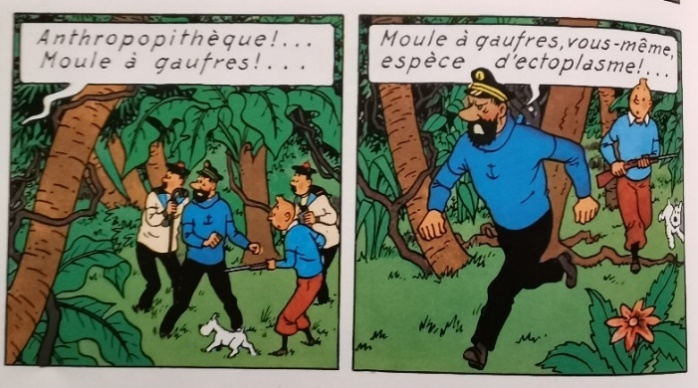 Anthropopithèque!...
Moule à gaufres!...
Moule à gaufres, vous-même,
espèce d'ectoplasme!...